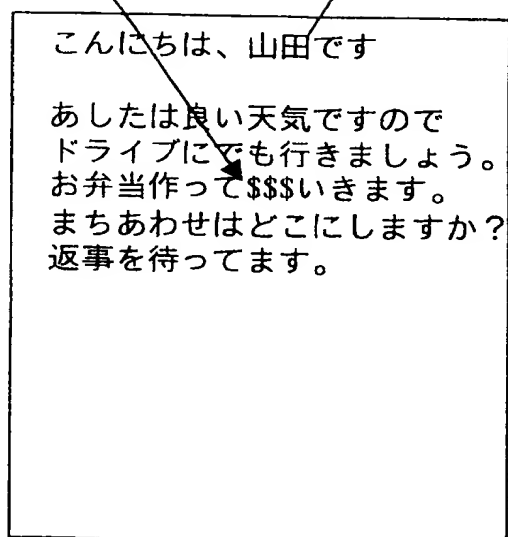 こんにちは、山田です
あしたは良い天気ですので
ドライブにでも行きましょう。
お弁当作って$$$いきます。
まちあわせはどこにしますか?
返事を待ってます。